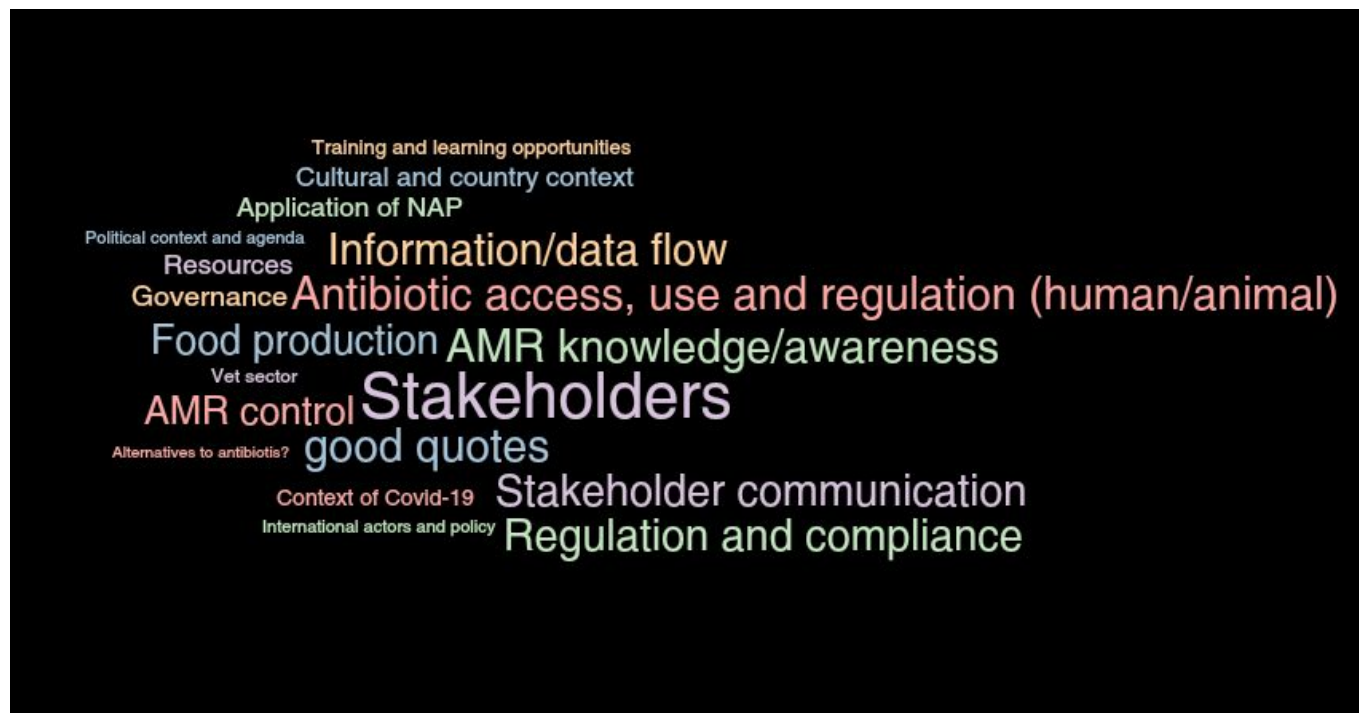 Training and learning opportunities
Cultural and country context
Application of NAP
Political context and agenda
Information/data flow
Resources
Governance
Antibiotic access, use and regulation (human/animal)
Food production
AMR knowledge/awareness
Vet sector
Stakeholders
AMR control
good quotes
Alternatives to antibiotis?
Stakeholder communication
Context of Covid-19
International actors and policy
Regulation and compliance